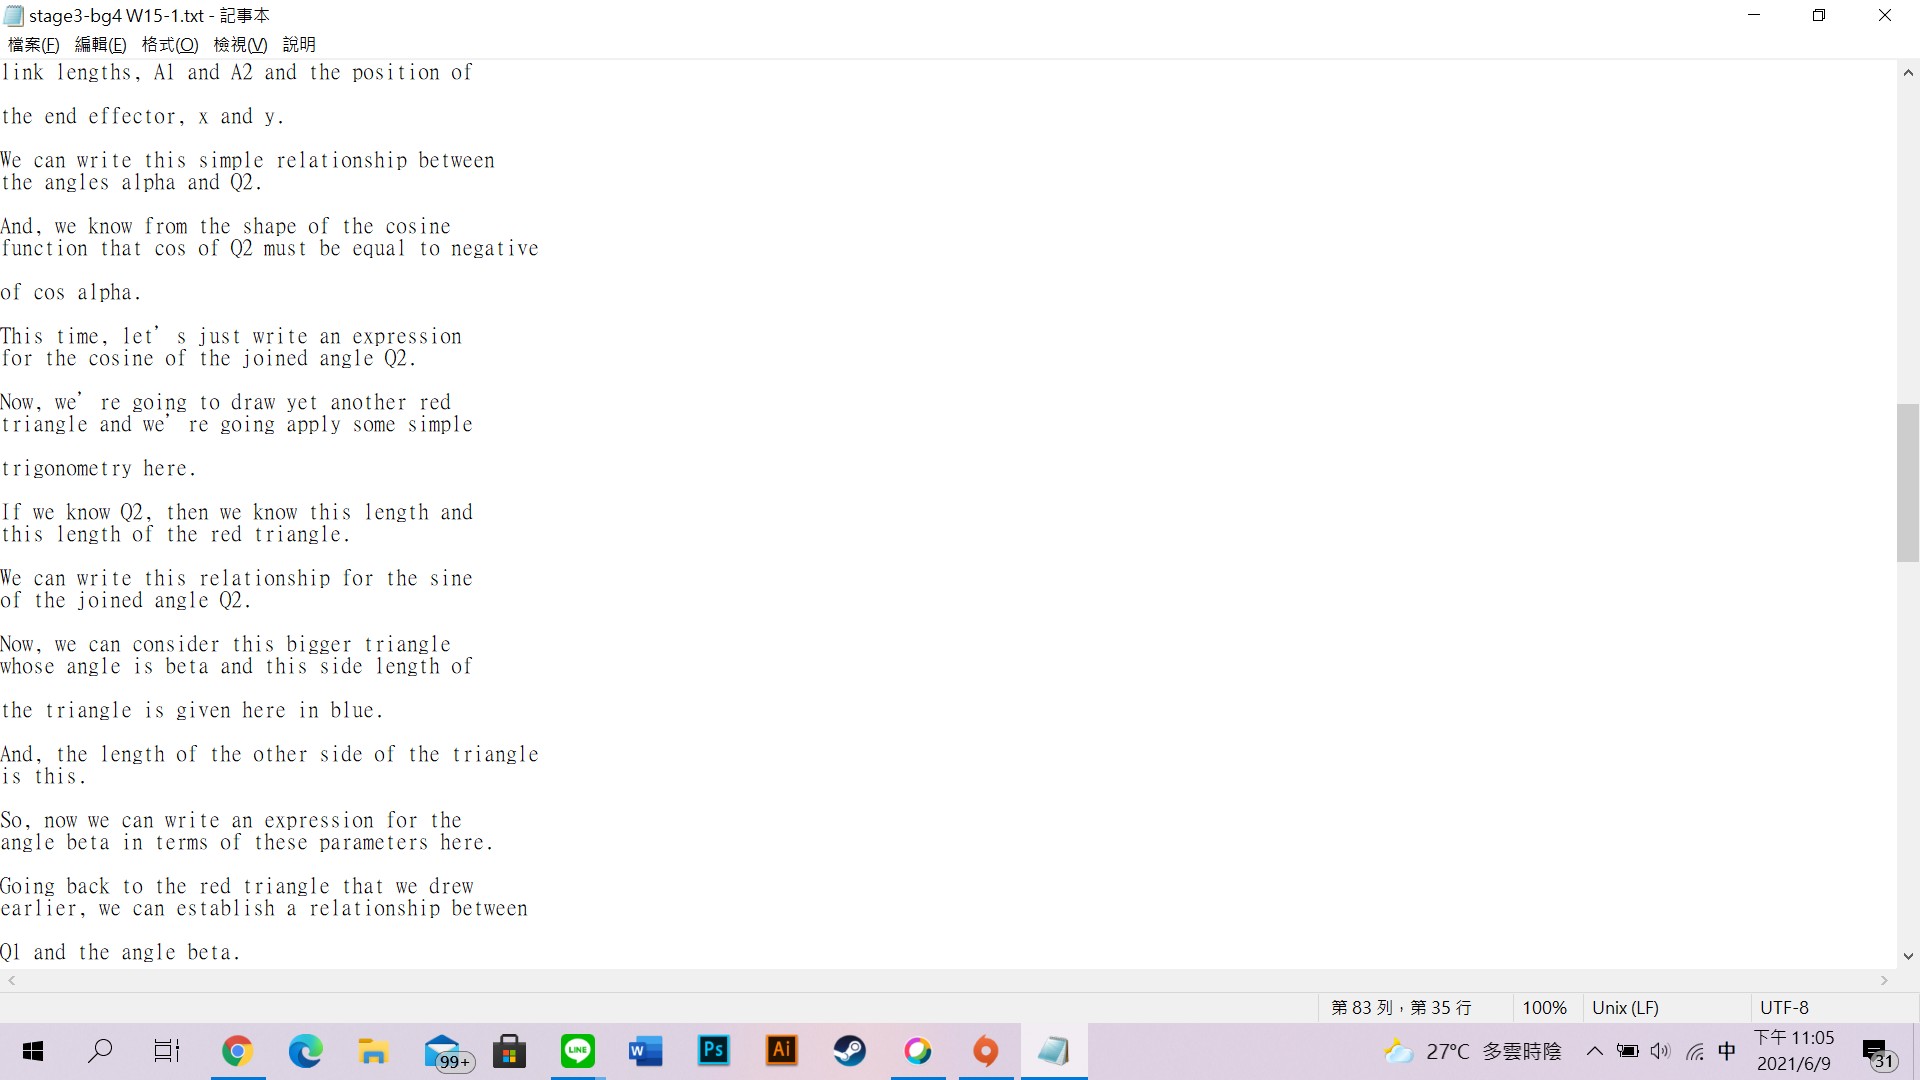 stage3-bg4 W15-1.txt - 記事本
檔案(F) 編輯(E) 格式(O) 檢視(V) 說明
link lengths, A1 and A2 and the position of
the end effector, x and y.
We can write this simple relationship between
the angles alpha and Q2.
And, we know from the shape of the cosine
function that cos of Q2 must be equal to negative
of cos alpha.
This time, let’s just write an expression
for the cosine of the joined angle Q2.
Now, we’re going to draw yet another red
triangle and we’re going apply some simple
trigonometry here.
If we know Q2, then we know this length and
this length of the red triangle.
We can write this relationship for the sine
of the joined angle Q2.
Now, we can consider this bigger triangle
whose angle is beta and this side length of
the triangle is given here in blue.
And, the length of the other side of the triangle
is this.
So, now we can write an expression for the
angle beta in terms of these parameters here.
Going back to the red triangle that we drew
earlier, we can establish a relationship between
Q1 and the angle beta.
第 83 列，第 35 行 100% Unix (LF) UTF-8
99+ LINE W Ps Ai 27°C 多雲時陰 中 下午 11:05 31
2021/6/9